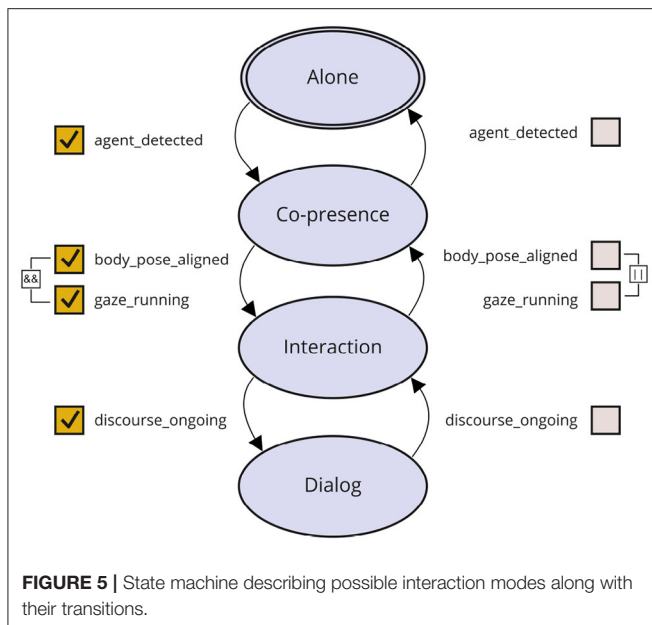 Alone
agent_detected
agent_detected
Co-presence
body_pose_aligned
body_pose_aligned
&&
||
gaze_running
gaze_running
Interaction
discourse_ongoing
discourse_ongoing
Dialog
FIGURE 5 | State machine describing possible interaction modes along with
their transitions.